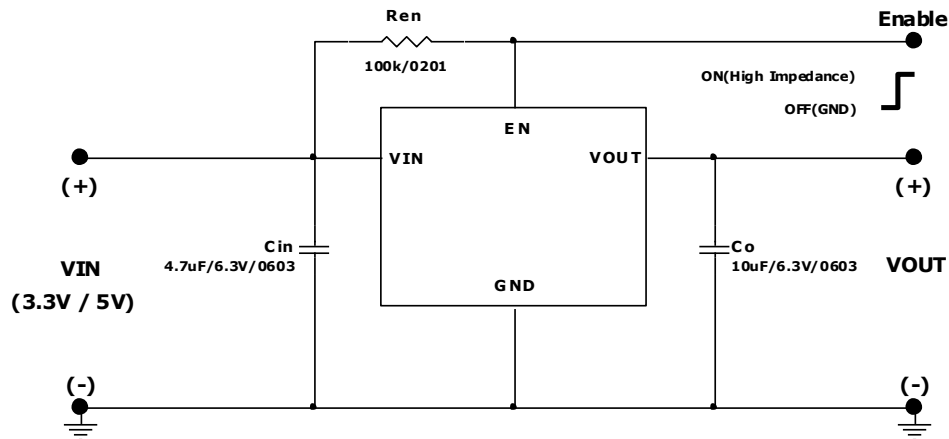 Ren
Enable
100k/0201
ON(High Impedance)
OFF(GND)
EN
VIN
VOUT
(+)
(+)
Cin
4.7uF/6.3V/0603
Co
10uF/6.3V/0603
VIN
(3.3V / 5V)
VOUT
GND
(-)
(-)